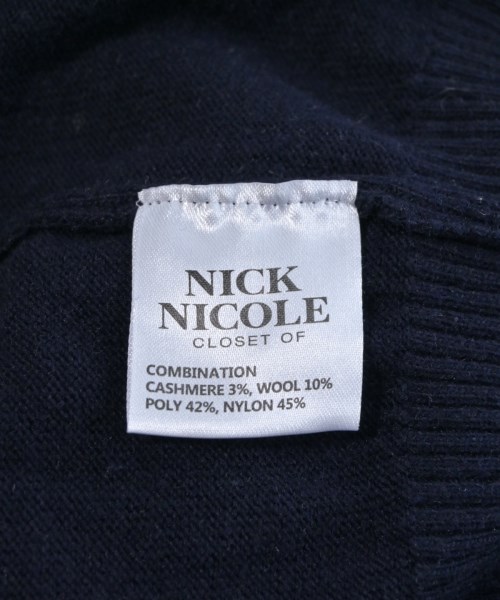 NICK
NICOLE
CLOSET OF
COMBINATION
CASHMERE 3%, WOOL 10%
POLY 42%, NYLON 45%